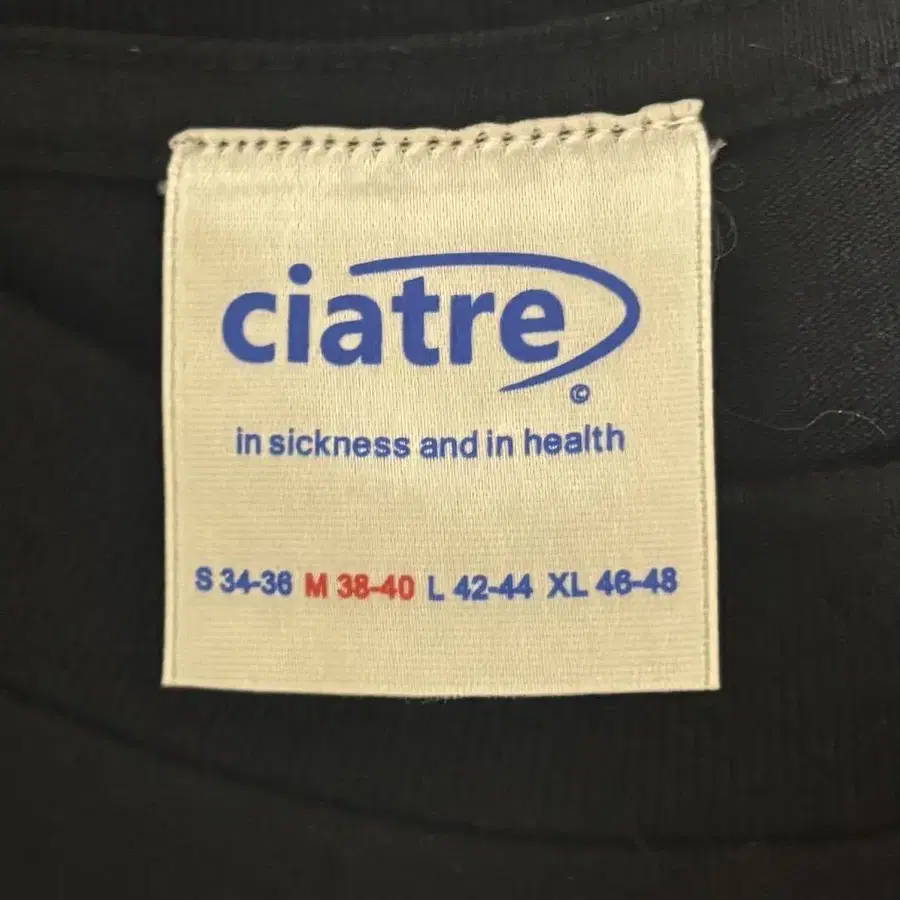 ciatre
©
in sickness and in health
S 34-36 M 38-40 L 42-44 XL 46-48